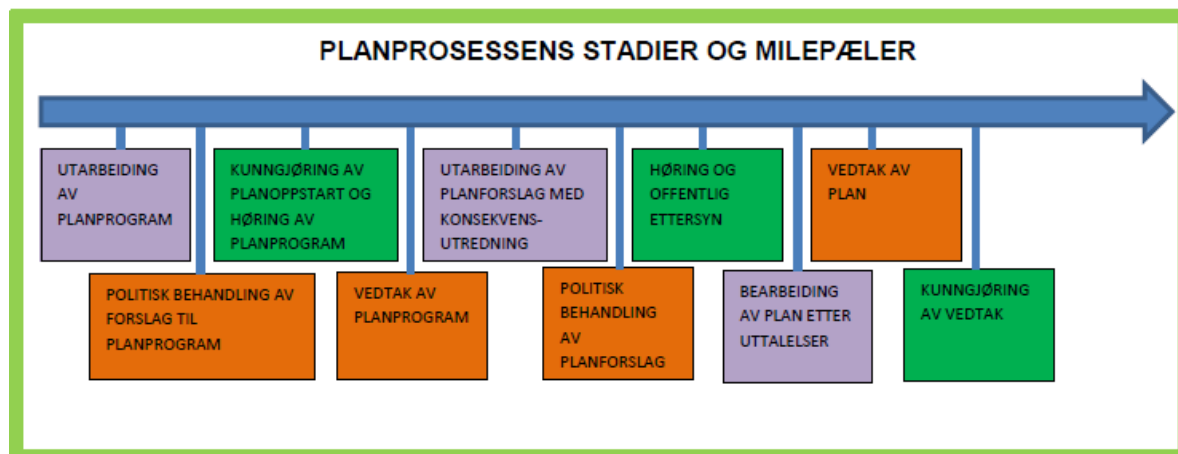 PLANPROSESSENS STADIER OG MILEPÆLER
UTARBEIDING
AV
PLANPROGRAM
POLITISK BEHANDLING AV
FORSLAG TIL
PLANPROGRAM
KUNNGJØRING AV
PLANOPPSTART OG
HØRING AV
PLANPROGRAM
VEDTAK AV
PLANPROGRAM
UTARBEIDING AV
PLANFORSLAG MED
KONSEKVENS-
UTREDNING
POLITISK
BEHANDLING
AV
PLANFORSLAG
HØRING OG
OFFENTLIG
ETTERSYN
BEARBEIDING
AV PLAN ETTER
UTTALELSER
VEDTAK AV
PLAN
KUNNGJØRING
AV VEDTAK